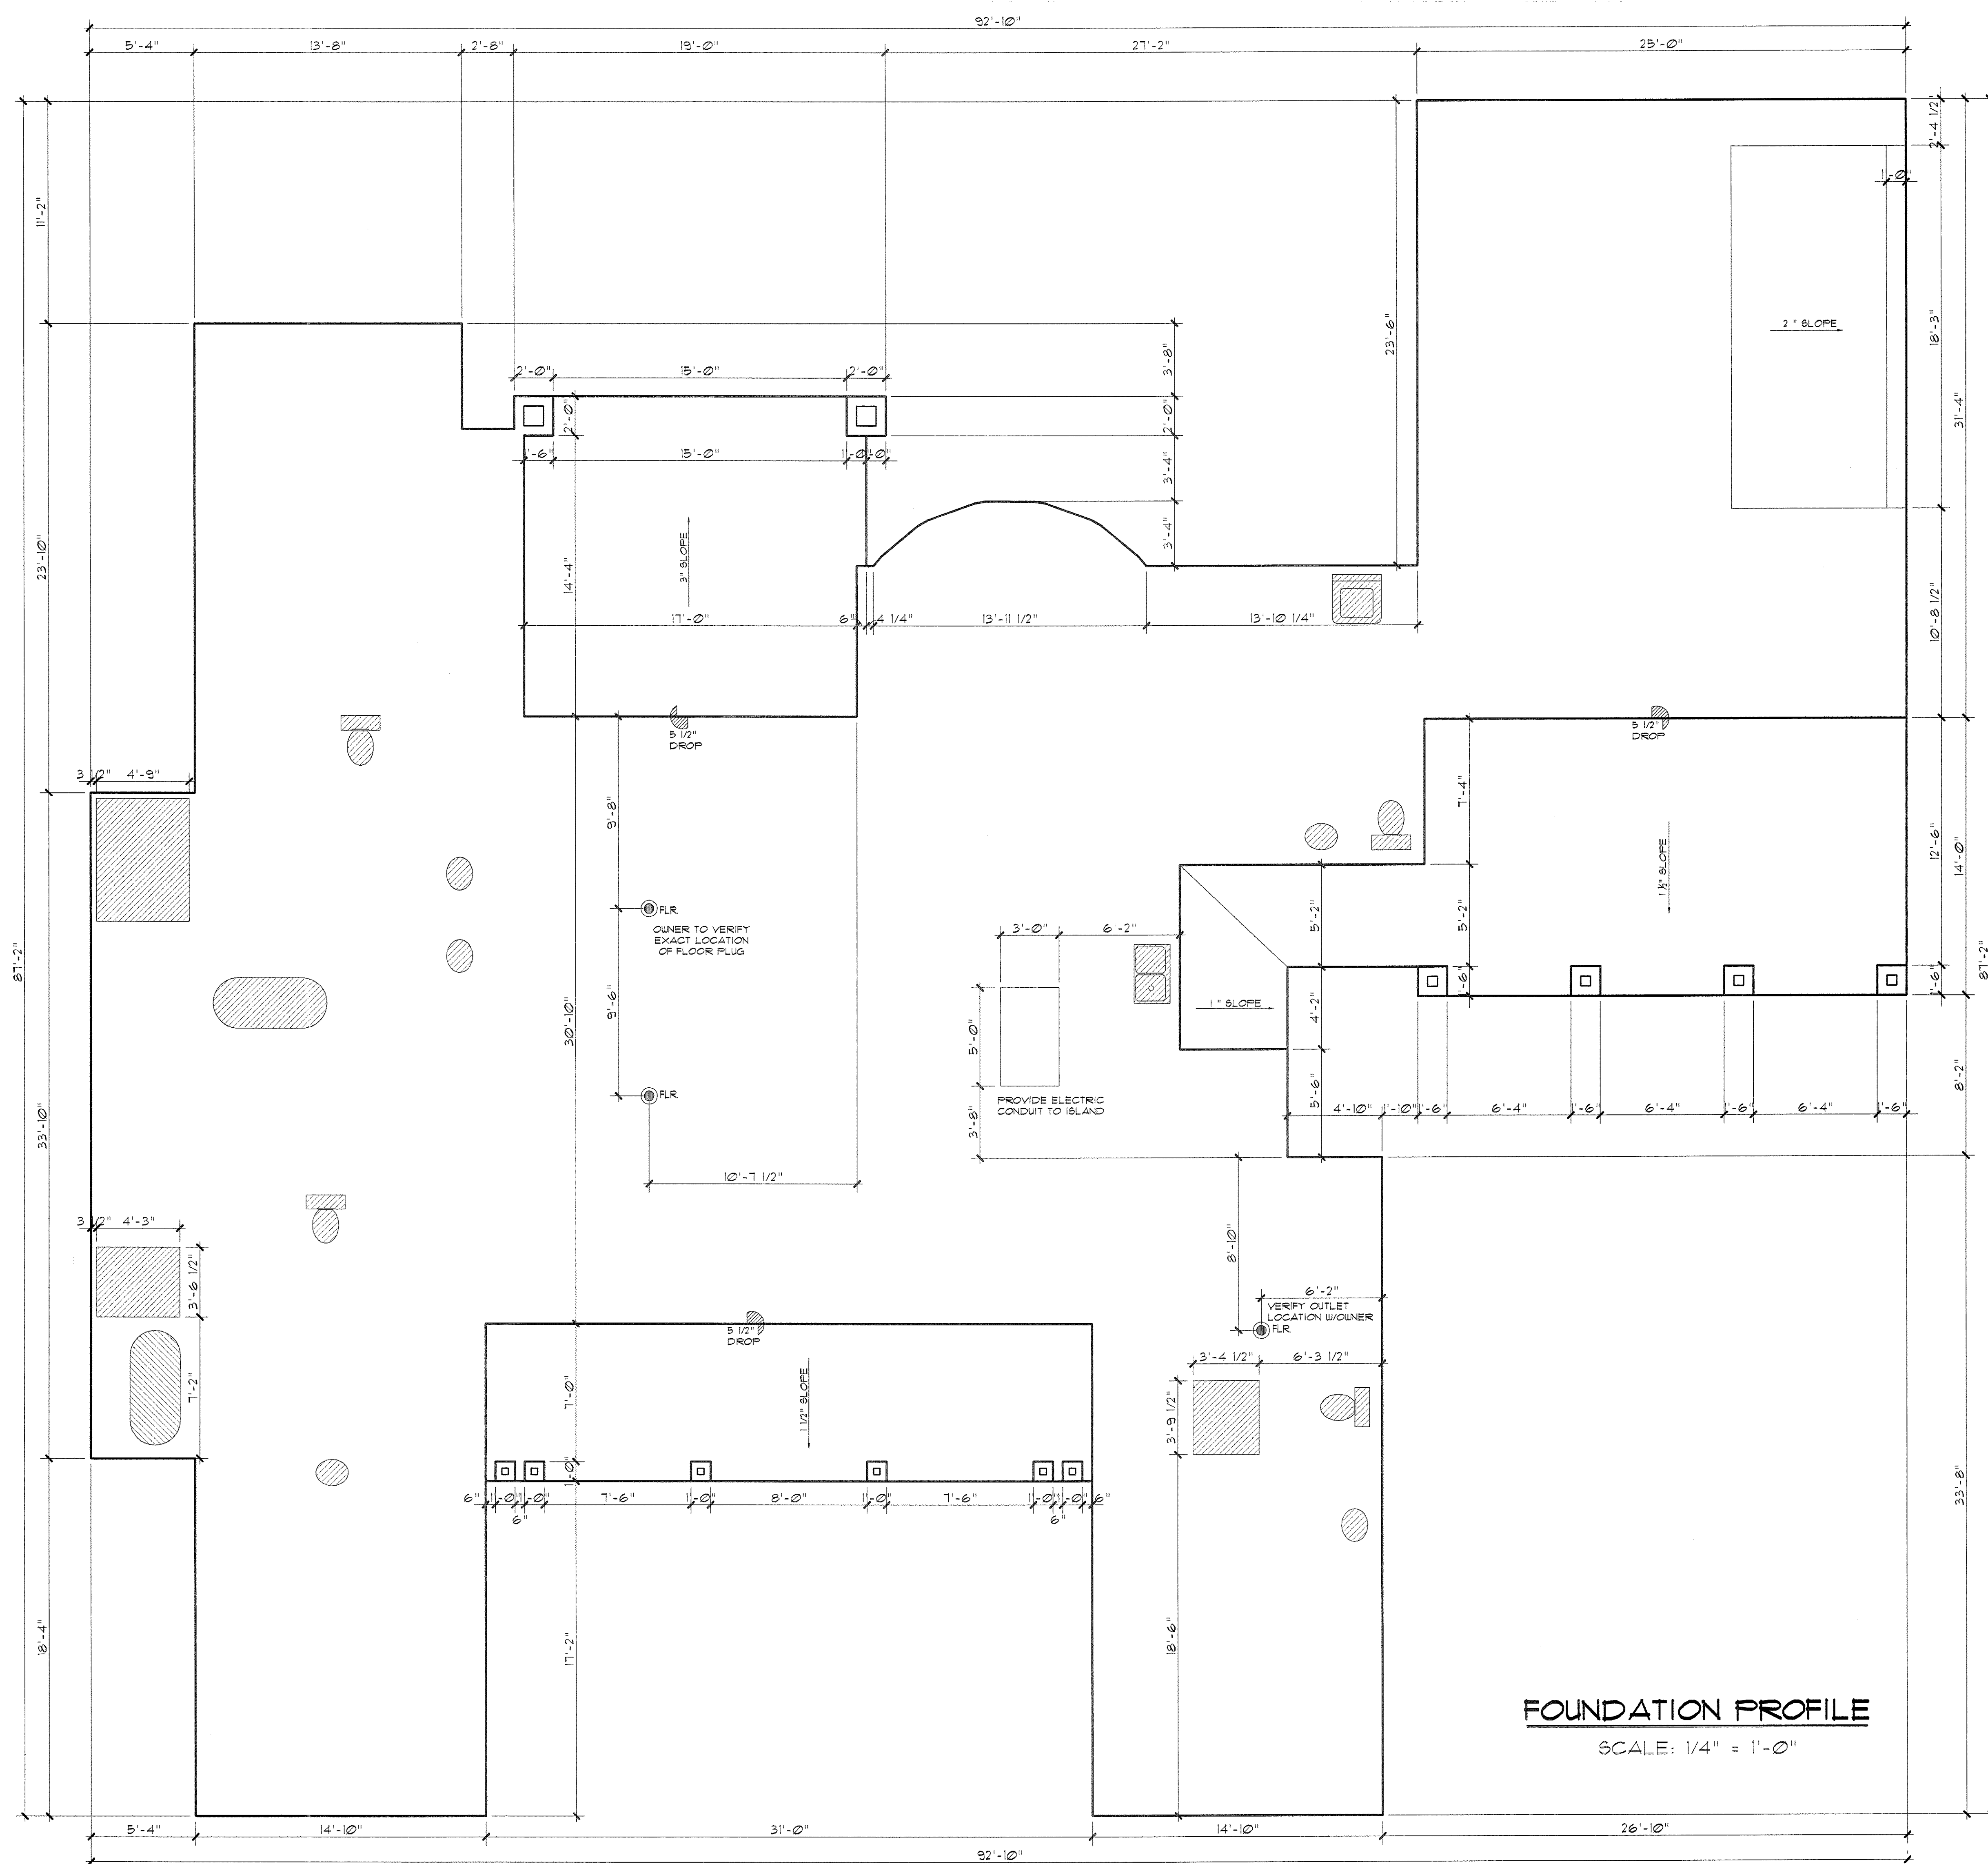 92'-10"
5'-4" 13'-8" 2'-8" 19'-0" 27'-2" 25'-0"
2'-4 1/2"
1'-0"
11'-2"
23'-6"
18'-3"
2 " SLOPE
31'-4"
3'-8"
2'-0" 15'-0" 2'-0"
2'-0"
2'-0"
1'-6" 15'-0" 1'-0" 1'-0"
3'-4"
3" SLOPE
3'-4"
23'-10"
14'-4"
17'-0" 6" 4 1/4" 13'-11 1/2" 13'-10 1/4"
10'-8 1/2"
5 1/2"
DROP
5 1/2"
DROP
3 1/2" 4'-9"
9'-8"
7'-4"
1 ½" SLOPE
12'-6"
14'-0"
FLR.
OWNER TO VERIFY
EXACT LOCATION
OF FLOOR PLUG
3'-0" 6'-2"
5'-2"
5'-2"
87'-2"
87'-2"
1'-6"
1'-6"
9'-6"
30'-10"
1 " SLOPE
4'-2"
5'-0"
8'-2"
FLR.
PROVIDE ELECTRIC
CONDUIT TO ISLAND
5'-6"
4'-10" 1'-10" 1'-6" 6'-4" 1'-6" 6'-4" 1'-6" 6'-4" 1'-6"
3'-8"
33'-10"
10'-7 1/2"
3 1/2" 4'-3"
8'-10"
3'-6 1/2"
6'-2"
VERIFY OUTLET
LOCATION W/OWNER
FLR.
5 1/2"
DROP
3'-4 1/2" 6'-3 1/2"
7'-2"
7'-0"
1 1/2" SLOPE
3'-9 1/2"
1'-0"
6" 1'-0" 1'-0" 7'-6" 1'-0" 8'-0" 1'-0" 7'-6" 1'-0" 1'-0" 6"
6" 6"
33'-8"
18'-4"
17'-2"
18'-6"
FOUNDATION PROFILE
SCALE: 1/4" = 1'-0"
5'-4" 14'-10" 31'-0" 14'-10" 26'-10"
92'-10"